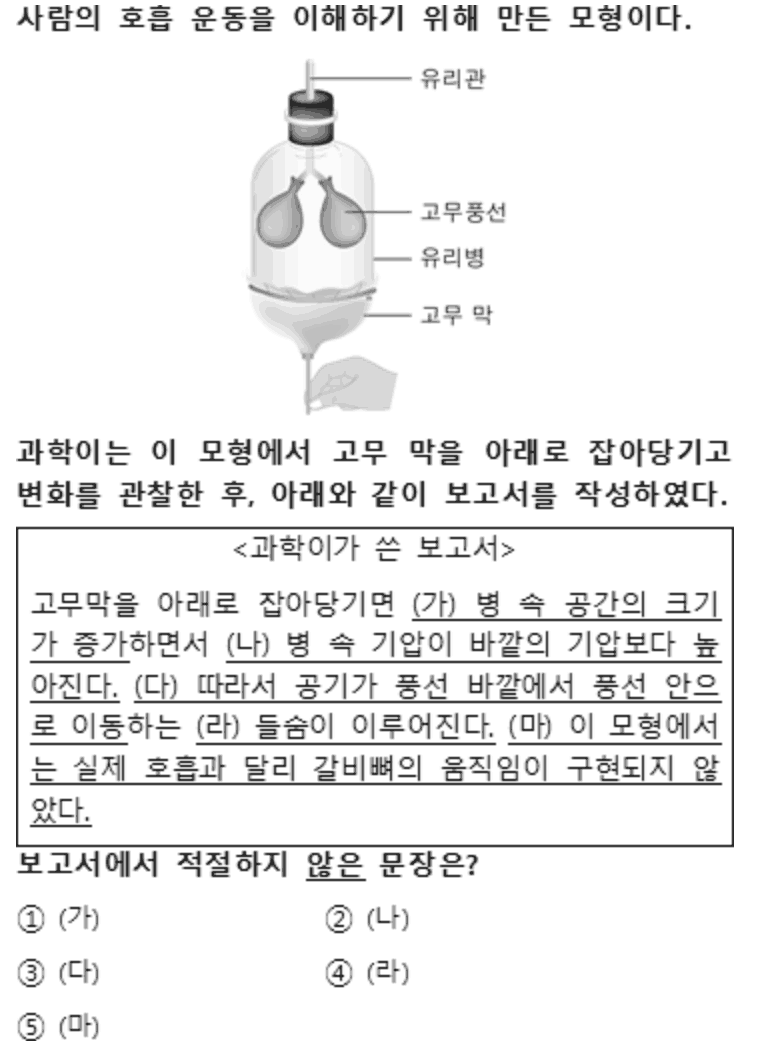 사람의 호흡 운동을 이해하기 위해 만든 모형이다.
유리관
고무풍선
유리병
고무 막
과학이는 이 모형에서 고무 막을 아래로 잡아당기고
변화를 관찰한 후, 아래와 같이 보고서를 작성하였다.
<과학이가 쓴 보고서>
고무막을 아래로 잡아당기면 (가) 병 속 공간의 크기
가 증가하면서 (나) 병 속 기압이 바깥의 기압보다 높
아진다. (다) 따라서 공기가 풍선 바깥에서 풍선 안으
로 이동하는 (라) 들숨이 이루어진다. (마) 이 모형에서
는 실제 호흡과 달리 갈비뼈의 움직임이 구현되지 않
았다.
보고서에서 적절하지 않은 문장은?
① (가) ② (나)
③ (다) ④ (라)
⑤ (마)